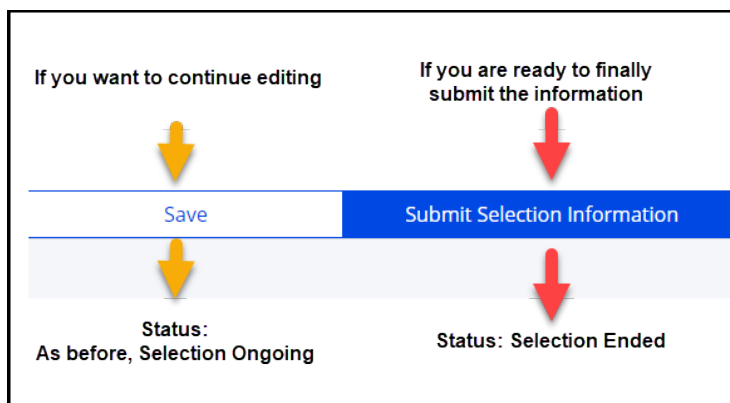 If you want to continue editing
If you are ready to finally
submit the information
Save
Submit Selection Information
Status:
As before, Selection Ongoing
Status: Selection Ended